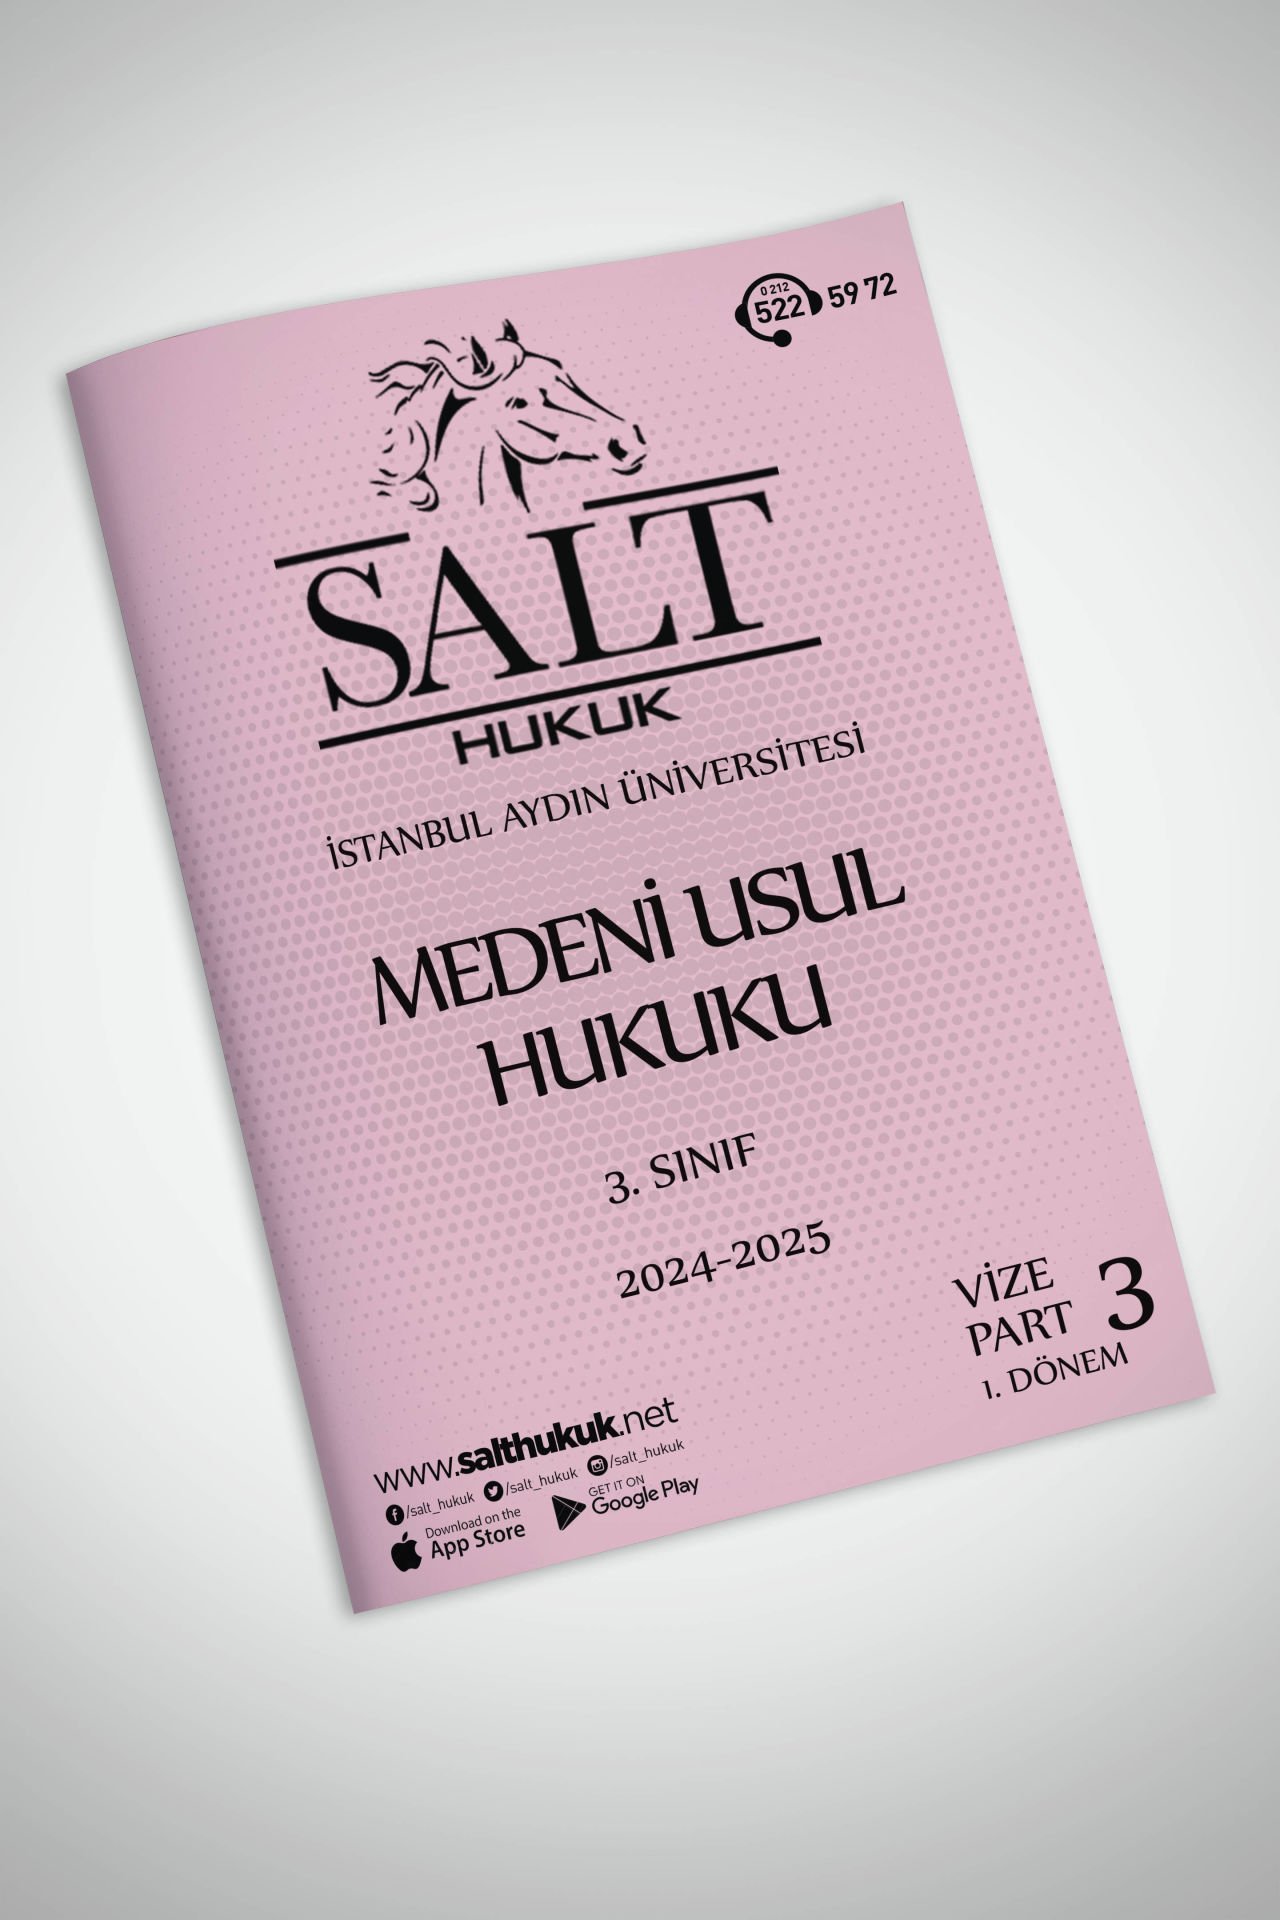 0 212
522 59 72
SALT
HUKUK
İSTANBUL AYDIN ÜNİVERSİTESİ
MEDENİ USUL
HUKUKU
3. SINIF
2024-2025
VİZE
PART 3
1. DÖNEM
www.salthukuk.net
/salt_hukuk /salt_hukuk /salt_hukuk
Download on the
App Store
GET IT ON
Google Play